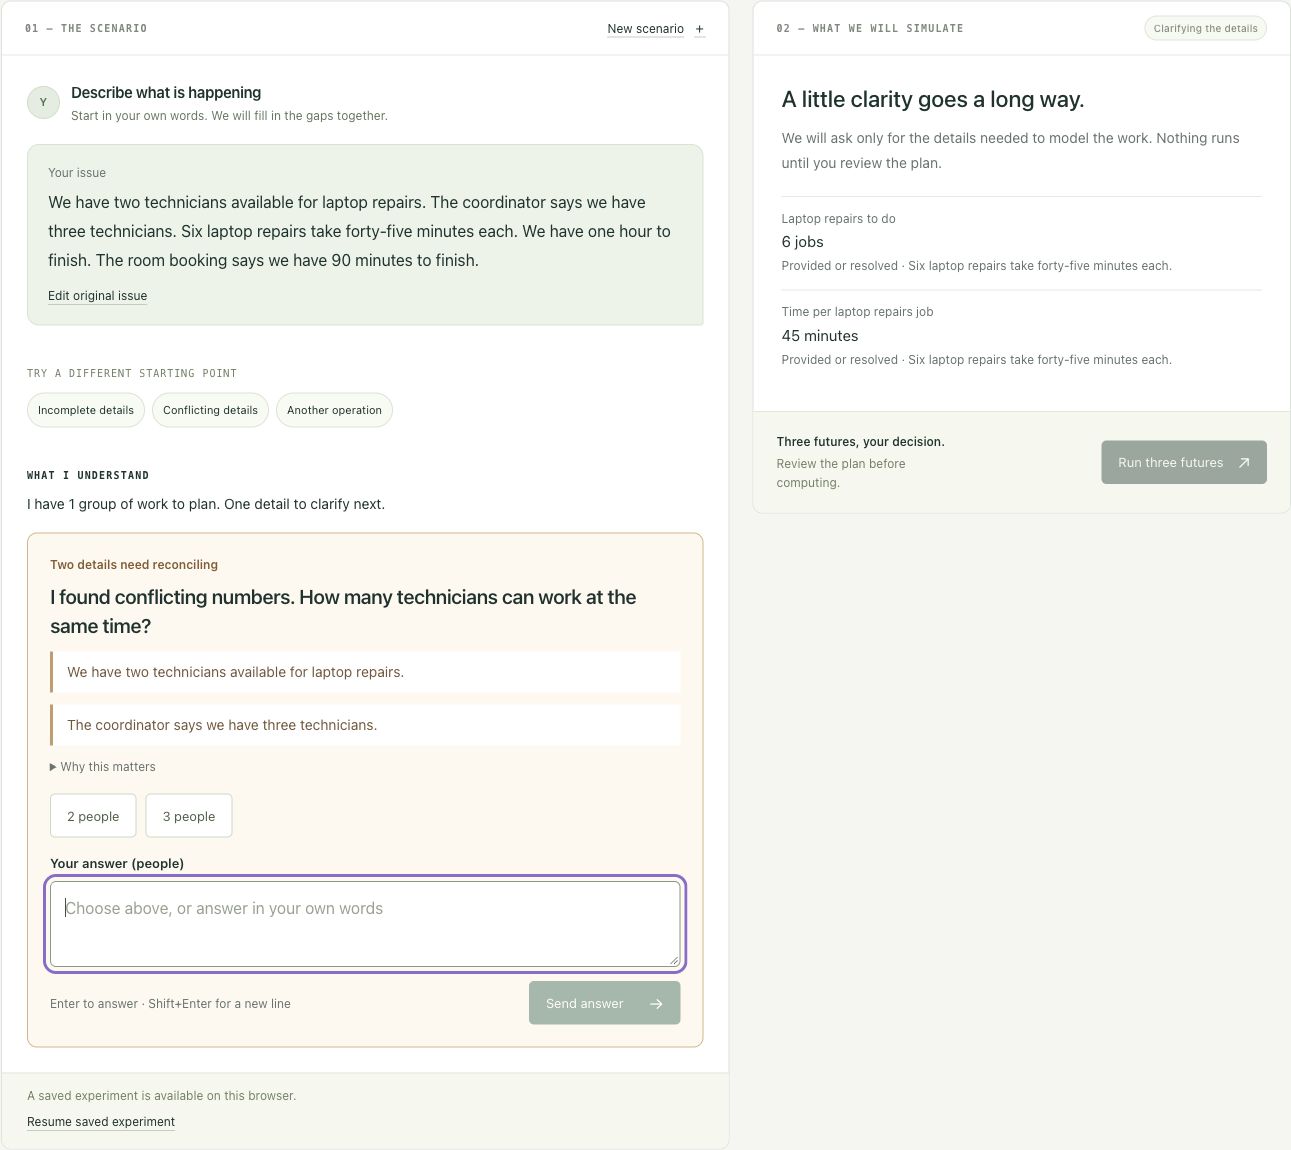 01 — THE SCENARIO
New scenario +
Y
Describe what is happening
Start in your own words. We will fill in the gaps together.
Your issue
We have two technicians available for laptop repairs. The coordinator says we have
three technicians. Six laptop repairs take forty-five minutes each. We have one hour to
finish. The room booking says we have 90 minutes to finish.
Edit original issue
TRY A DIFFERENT STARTING POINT
Incomplete details
Conflicting details
Another operation
WHAT I UNDERSTAND
I have 1 group of work to plan. One detail to clarify next.
Two details need reconciling
I found conflicting numbers. How many technicians can work at the
same time?
We have two technicians available for laptop repairs.
The coordinator says we have three technicians.
Why this matters
2 people
3 people
Your answer (people)
Choose above, or answer in your own words
Enter to answer · Shift+Enter for a new line
Send answer →
A saved experiment is available on this browser.
Resume saved experiment
02 — WHAT WE WILL SIMULATE
Clarifying the details
A little clarity goes a long way.
We will ask only for the details needed to model the work. Nothing runs
until you review the plan.
Laptop repairs to do
6 jobs
Provided or resolved · Six laptop repairs take forty-five minutes each.
Time per laptop repairs job
45 minutes
Provided or resolved · Six laptop repairs take forty-five minutes each.
Three futures, your decision.
Review the plan before
computing.
Run three futures ↗